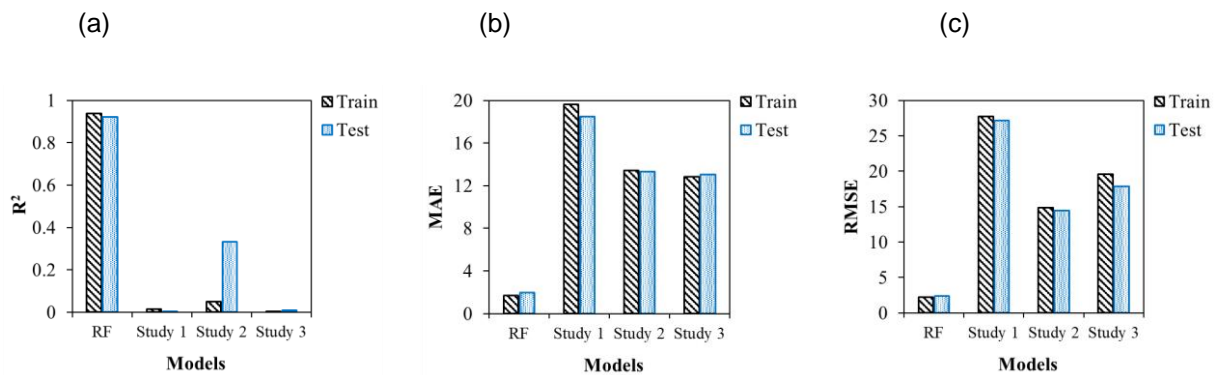 (a)
(b)
(c)
1
0.8
0.6
0.4
0.2
0
R²
RF
Study 1
Study 2
Study 3
Models
Train
Test
20
16
12
8
4
0
MAE
RF
Study 1
Study 2
Study 3
Models
Train
Test
30
25
20
15
10
5
0
RMSE
RF
Study 1
Study 2
Study 3
Models
Train
Test